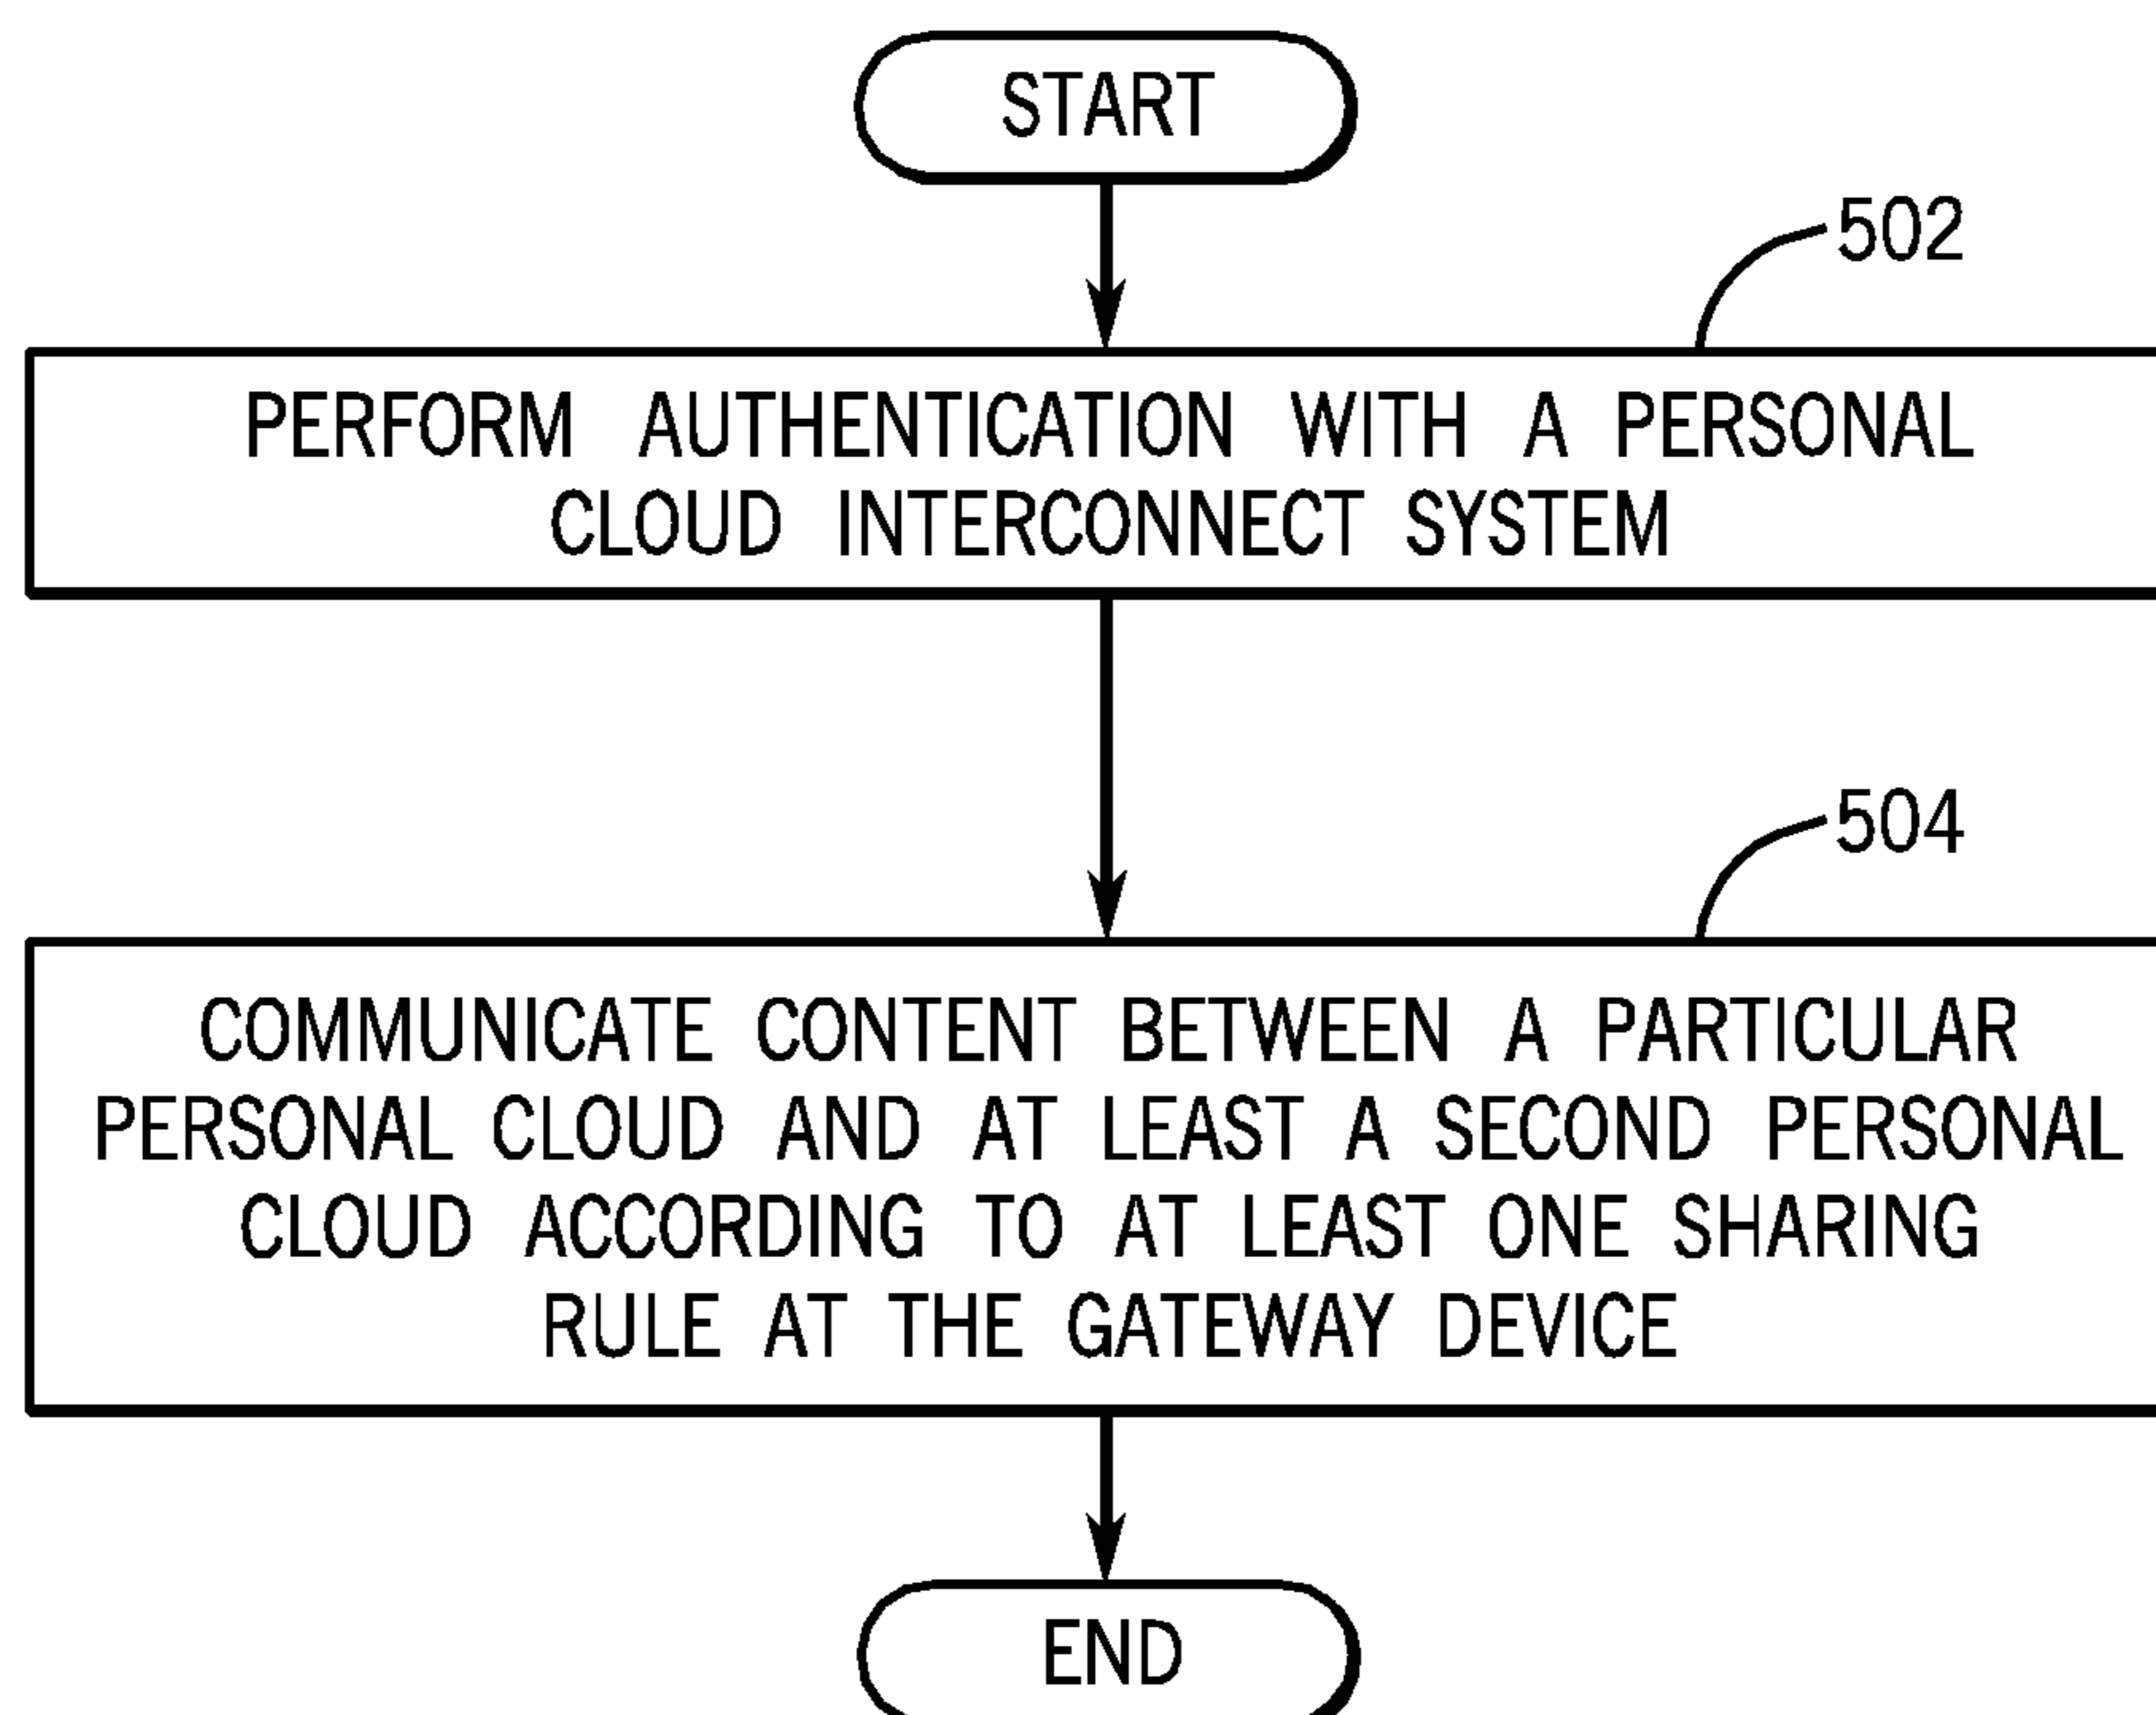 START
502
PERFORM AUTHENTICATION WITH A PERSONAL
CLOUD INTERCONNECT SYSTEM
504
COMMUNICATE CONTENT BETWEEN A PARTICULAR
PERSONAL CLOUD AND AT LEAST A SECOND PERSONAL
CLOUD ACCORDING TO AT LEAST ONE SHARING
RULE AT THE GATEWAY DEVICE
END